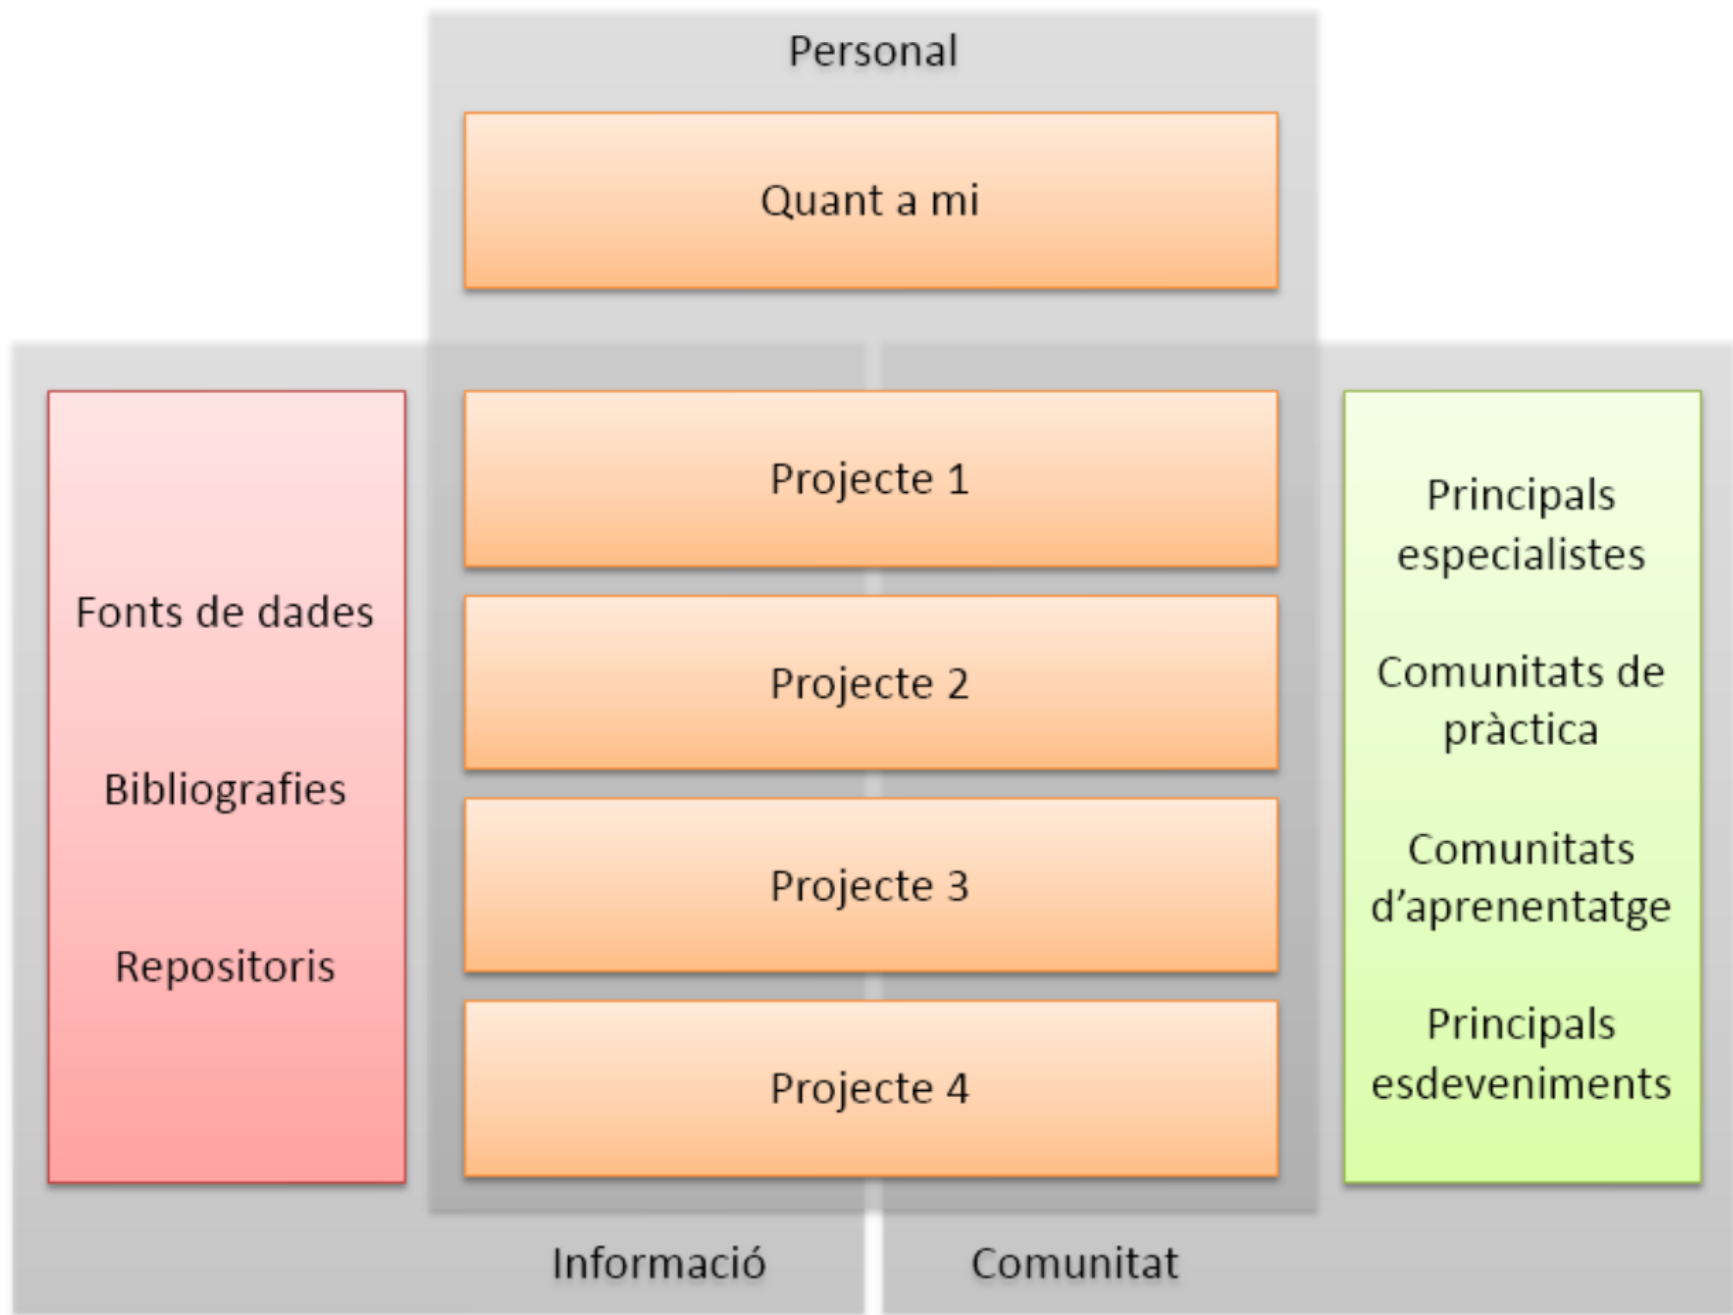 Personal
Quant a mi
Fonts de dades
Bibliografies
Repositoris
Projecte 1
Projecte 2
Projecte 3
Projecte 4
Principals
especialistes
Comunitats de
pràctica
Comunitats
d’aprenentatge
Principals
esdeveniments
Informació
Comunitat